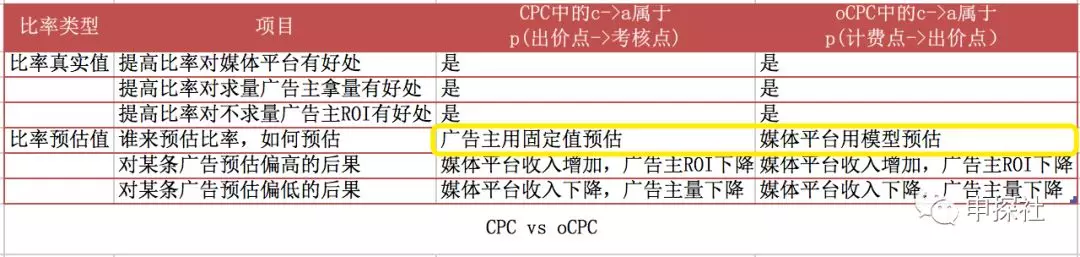 比率类型 项目 CPC中的c->a属于 oCPC中的c->a属于
p(出价点->考核点) p(计费点->出价点)
比率真实值 提高比率对媒体平台有好处 是 是
提高比率对求量广告主拿量有好处 是 是
提高比率对不求量广告主ROI有好处 是 是
比率预估值 谁来预估比率，如何预估 广告主用固定值预估 媒体平台用模型预估
对某条广告预估偏高的后果 媒体平台收入增加，广告主ROI下降 媒体平台收入增加，广告主ROI下降
对某条广告预估偏低的后果 媒体平台收入下降，广告主量下降 媒体平台收入下降，广告主量下降
申探社
CPC vs oCPC